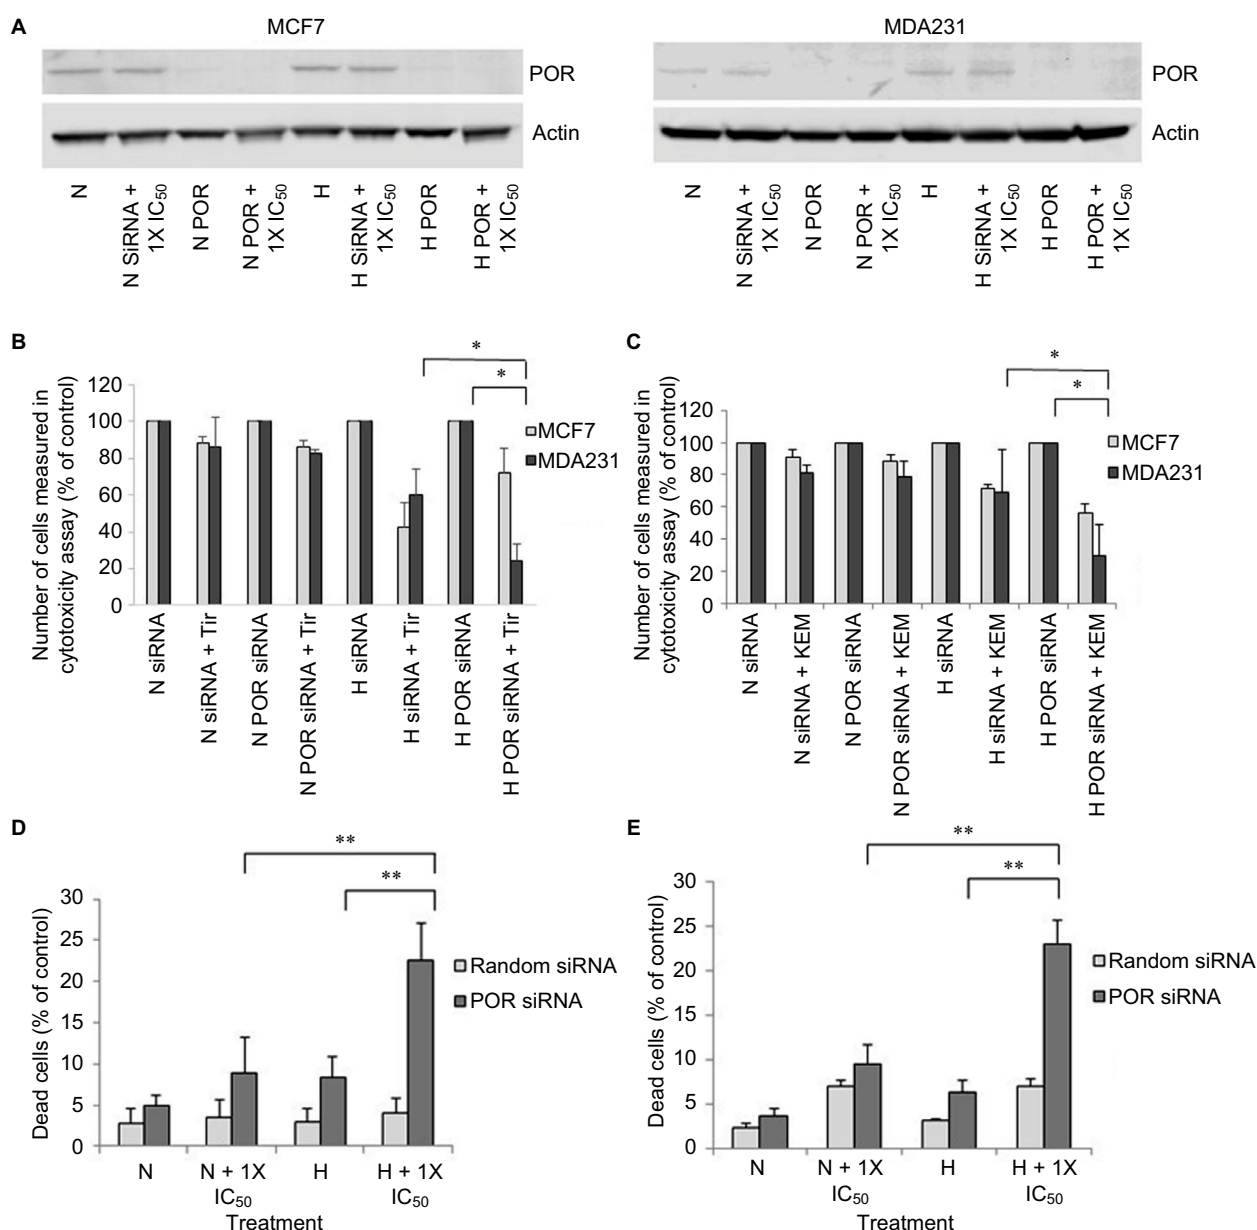 A
MCF7
MDA231
POR
POR
Actin
Actin
N
N SiRNA +
1X IC50
N POR
N POR +
1X IC50
H
H SiRNA +
1X IC50
H POR
H POR +
1X IC50
N
N SiRNA +
1X IC50
N POR
N POR +
1X IC50
H
H SiRNA +
1X IC50
H POR
H POR +
1X IC50
B
*
*
Number of cells measured in
cytotoxicity assay (% of control)
120
100
80
60
40
20
0
MCF7
MDA231
N siRNA
N siRNA + Tir
N POR siRNA
N POR siRNA + Tir
H siRNA
H siRNA + Tir
H POR siRNA
H POR siRNA + Tir
C
*
*
Number of cells measured in
cytotoxicity assay (% of control)
120
100
80
60
40
20
0
MCF7
MDA231
N siRNA
N siRNA + KEM
N POR siRNA
N POR siRNA + KEM
H siRNA
H siRNA + KEM
H POR siRNA
H POR siRNA + KEM
D
**
**
Dead cells (% of control)
30
25
20
15
10
5
0
Random siRNA
POR siRNA
N
N + 1X
IC50
H
H + 1X
IC50
Treatment
E
**
**
Dead cells (% of control)
30
25
20
15
10
5
0
Random siRNA
POR siRNA
N
N + 1X
IC50
H
H + 1X
IC50
Treatment